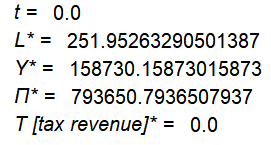 t = 0.0
L* = 251.95263290501387
Y* = 158730.15873015873
Π* = 793650.7936507937
T [tax revenue]* = 0.0